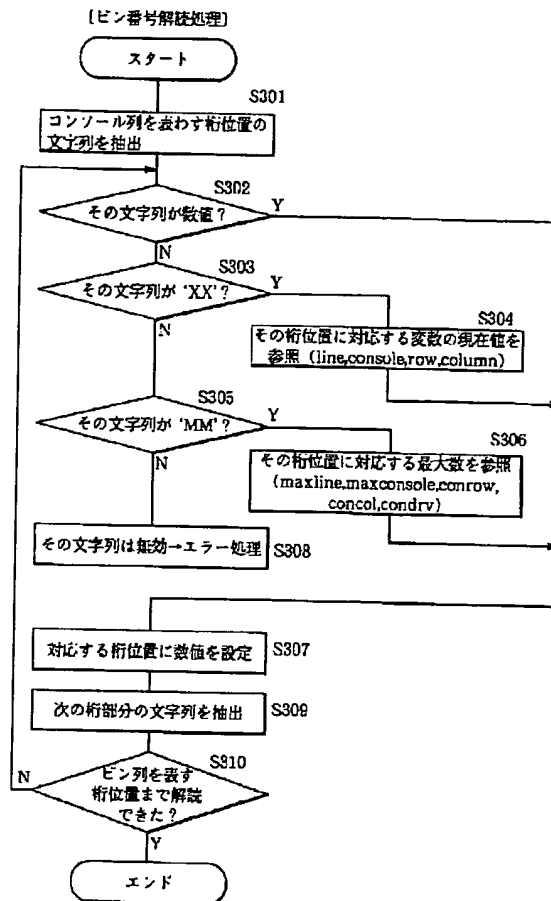 [ビン番号解読処理]
スタート
S301
コンソール列を表わす桁位置の
文字列を抽出
S302
その文字列が数値?
Y
N
S303
その文字列が 'XX'?
Y
N
S304
その桁位置に対応する変数の現在値を
参照 (line,console,row,column)
S305
その文字列が 'MM'?
Y
N
S306
その桁位置に対応する最大数を参照
(maxline,maxconsole,conrow,
concol,condrv)
その文字列は無効→エラー処理
S308
対応する桁位置に数値を設定
S307
次の桁部分の文字列を抽出
S309
S310
ビン列を表す
桁位置まで解読
できた?
N
Y
エンド